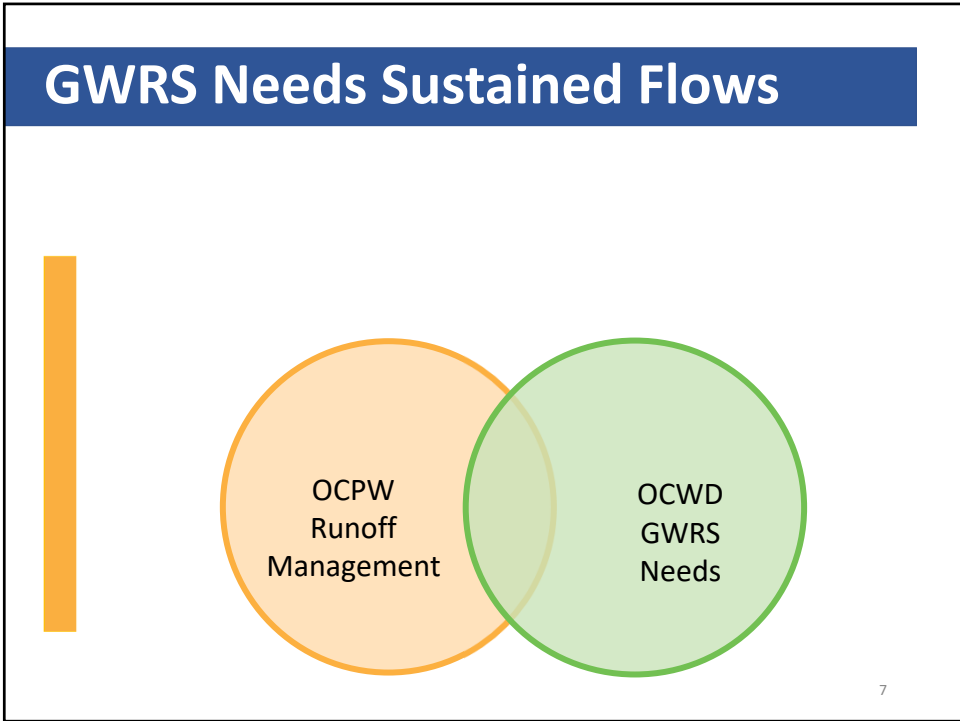 GWRS Needs Sustained Flows
OCPW
Runoff
Management
OCWD
GWRS
Needs
7